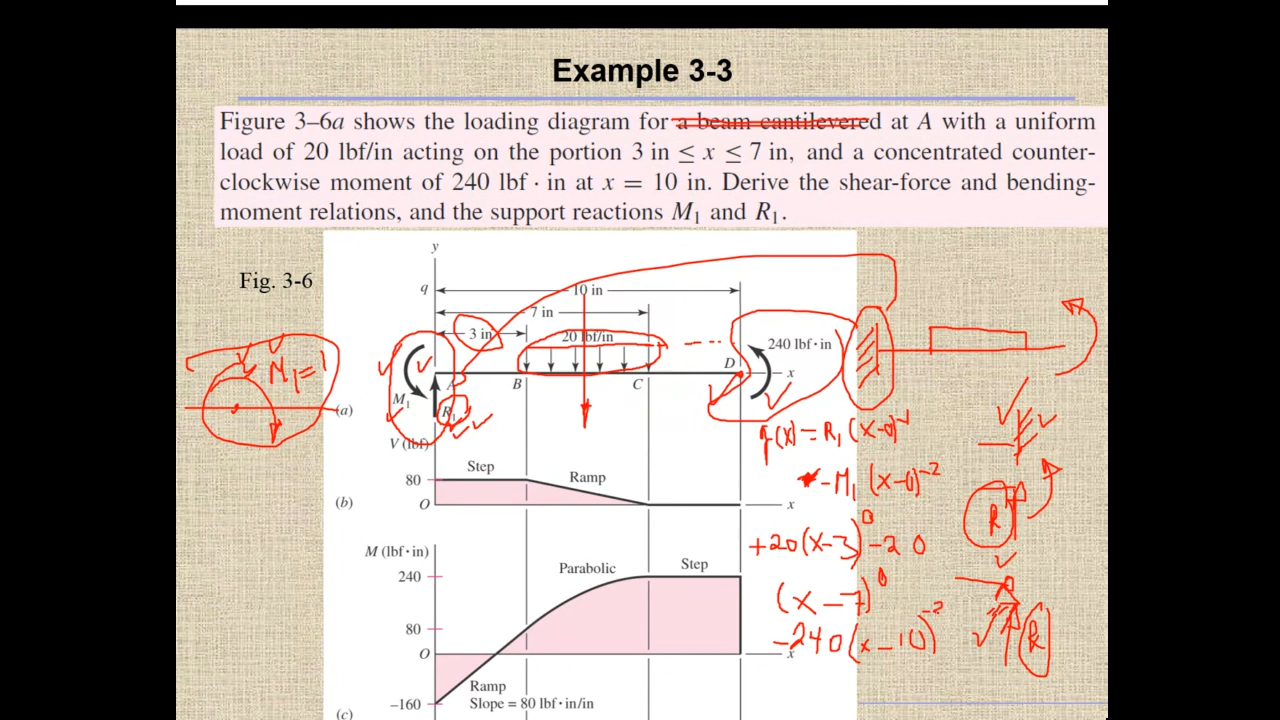 Example 3-3
Figure 3–6a shows the loading diagram for a beam cantilevered at A with a uniform
load of 20 lbf/in acting on the portion 3 in ≤ x ≤ 7 in, and a concentrated counter-
clockwise moment of 240 lbf · in at x = 10 in. Derive the shear-force and bending-
moment relations, and the support reactions M₁ and R₁.
Fig. 3-6
y
q
10 in
7 in
3 in
20 lbf/in
240 lbf·in
D
x
A
B
C
M₁
R₁
M₁=
(a)
q(x) = R₁(x-0)⁻¹
-M₁(x-0)⁻²
+20(x-3)⁰-20
(x-7)⁰
-240(x-10)⁻²
R
R
V (lbf)
Step
Ramp
80
O
x
(b)
M (lbf·in)
Parabolic
Step
240
80
O
x
Ramp
Slope = 80 lbf·in/in
–160
(c)